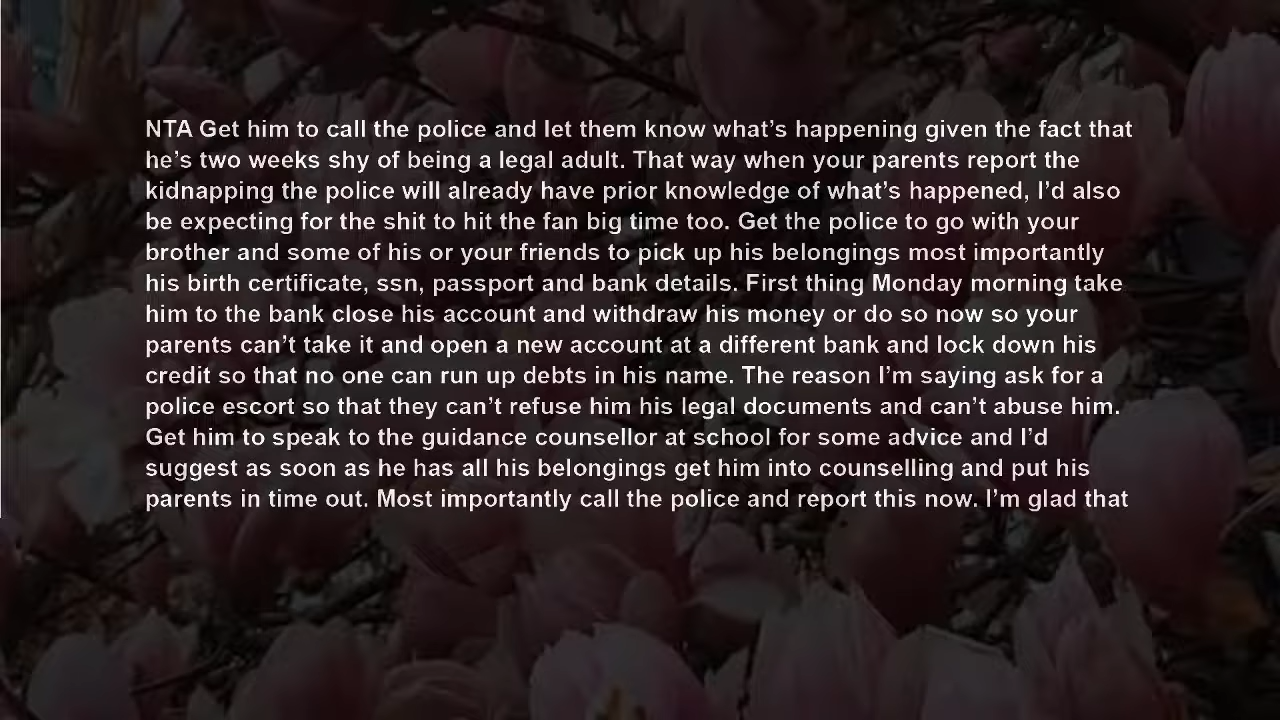 NTA Get him to call the police and let them know what’s happening given the fact that
he’s two weeks shy of being a legal adult. That way when your parents report the
kidnapping the police will already have prior knowledge of what’s happened, I’d also
be expecting for the shit to hit the fan big time too. Get the police to go with your
brother and some of his or your friends to pick up his belongings most importantly
his birth certificate, ssn, passport and bank details. First thing Monday morning take
him to the bank close his account and withdraw his money or do so now so your
parents can’t take it and open a new account at a different bank and lock down his
credit so that no one can run up debts in his name. The reason I’m saying ask for a
police escort so that they can’t refuse him his legal documents and can’t abuse him.
Get him to speak to the guidance counsellor at school for some advice and I’d
suggest as soon as he has all his belongings get him into counselling and put his
parents in time out. Most importantly call the police and report this now. I’m glad that